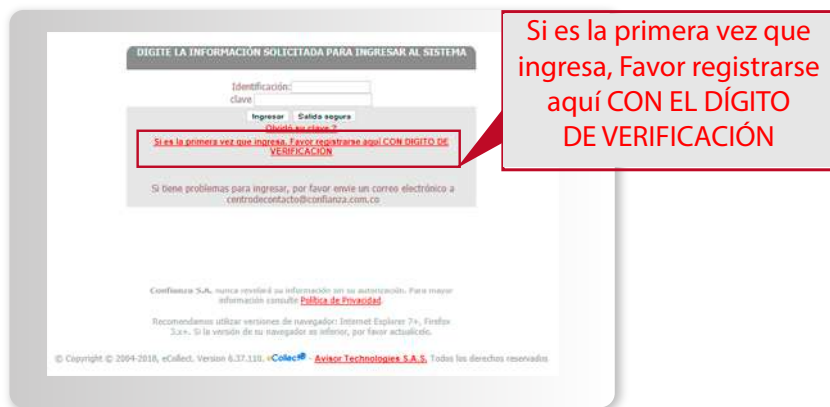 DIGITE LA INFORMACIÓN SOLICITADA PARA INGRESAR AL SISTEMA
Identificación:
clave
Ingresar Salida segura
Olvidó su clave ?
Si es la primera vez que ingresa, Favor registrarse aquí CON DIGITO DE
VERIFICACIÓN
Si tiene problemas para ingresar, por favor envie un correo electrónico a
centrodecontacto@confianza.com.co
Confianza S.A. nunca revelará su información sin su autorización. Para mayor
información consulte Política de Privacidad.
Recomendamos utilizar versiones de navegador: Internet Explorer 7+, Firefox
3.x+. Si la versión de su navegador es inferior, por favor actualícelo.
© Copyright © 2004-2018, eCollect. Version 6.37.110. eCollect® - Avisor Technologies S.A.S. Todos los derechos reservados
Si es la primera vez que
ingresa, Favor registrarse
aquí CON EL DÍGITO
DE VERIFICACIÓN